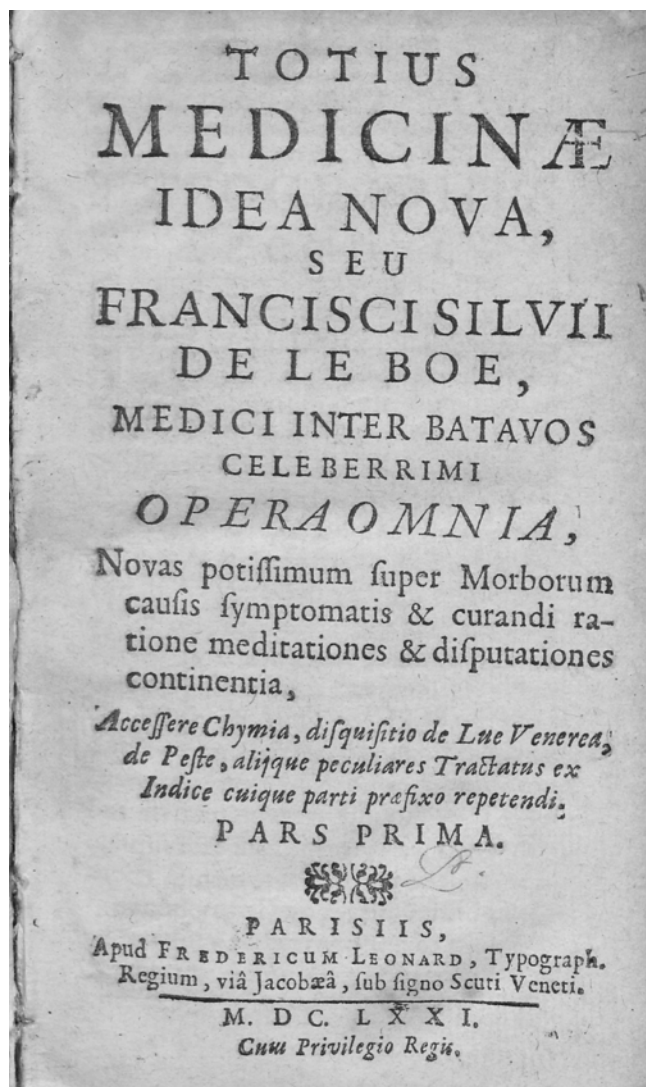 TOTIUS
MEDICINÆ
IDEA NOVA,
SEU
FRANCISCI SILVII
DE LE BOE,
MEDICI INTER BATAVOS
CELEBERRIMI
OPERA OMNIA,
Novas potiſſimum ſuper Morborum
cauſis ſymptomatis & curandi ra-
tione meditationes & diſputationes
continentia,
Acceſſere Chymia, diſquiſitio de Lue Venerea,
de Peſte, aliique peculiares Tractatus ex
Indice cuique parti præfixo repetendi.
PARS PRIMA.
PARISIIS,
Apud FREDERICUM LEONARD, Typograph.
Regium, viâ Jacobæâ, ſub ſigno Scuti Veneti.
M. DC. LXXI.
Cum Privilegio Regis.